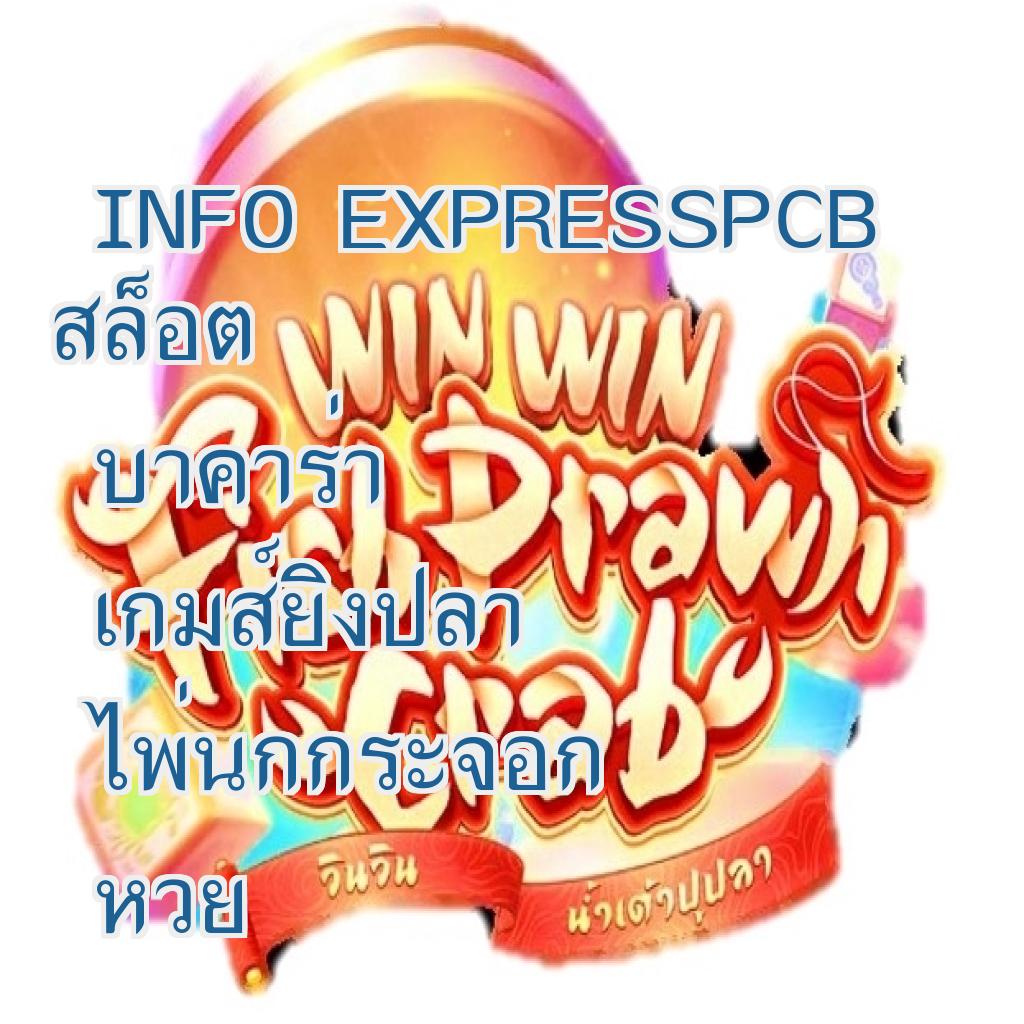 INFO EXPRESSPCB
สล็อต
WIN WIN
บาคาร่า
Fish Prawn
เกมส์ยิงปลา
Crab
ไพ่นกกระจอก
วินวิน
น้ำเต้าปูปลา
หวย